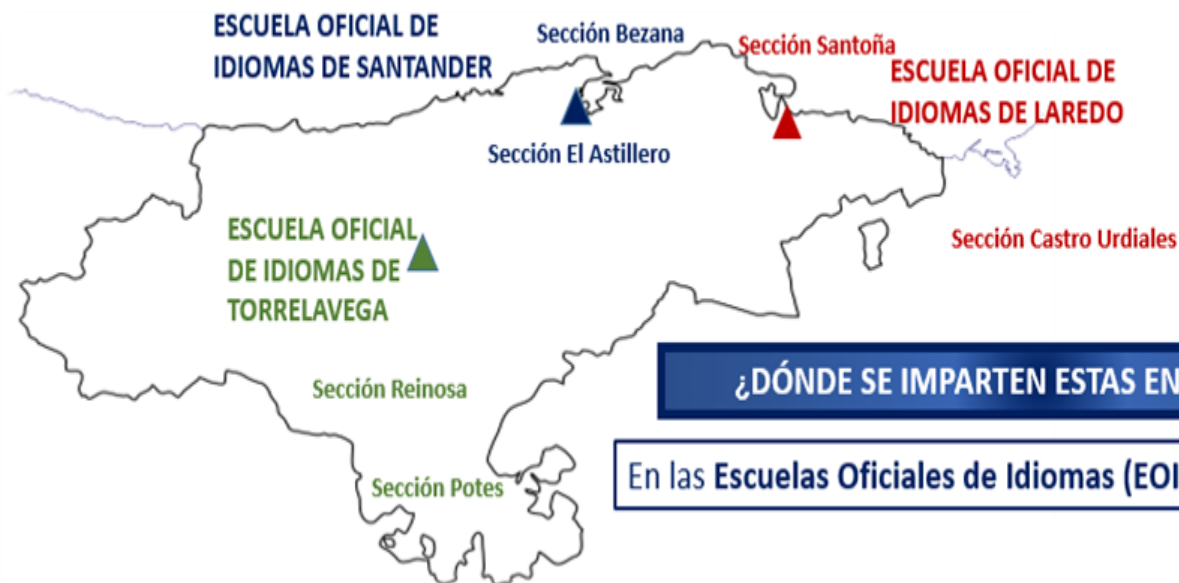 ESCUELA OFICIAL DE
IDIOMAS DE SANTANDER
Sección Bezana
Sección Santoña
ESCUELA OFICIAL DE
IDIOMAS DE LAREDO
Sección El Astillero
ESCUELA OFICIAL
DE IDIOMAS DE
TORRELAVEGA
Sección Castro Urdiales
Sección Reinosa
¿DÓNDE SE IMPARTEN ESTAS EN
Sección Potes
En las Escuelas Oficiales de Idiomas (EOI